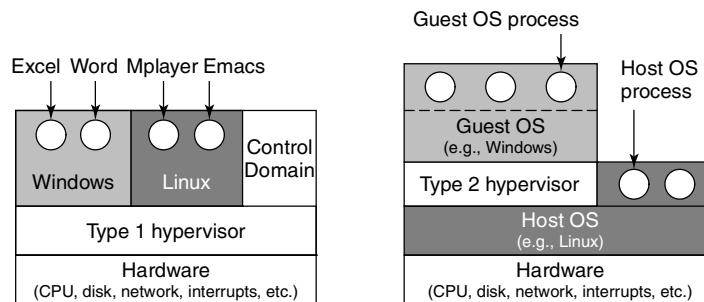 Excel Word Mplayer Emacs
Control
Domain
Windows
Linux
Type 1 hypervisor
Hardware
(CPU, disk, network, interrupts, etc.)
Guest OS process
Host OS
process
Guest OS
(e.g., Windows)
Type 2 hypervisor
Host OS
(e.g., Linux)
Hardware
(CPU, disk, network, interrupts, etc.)